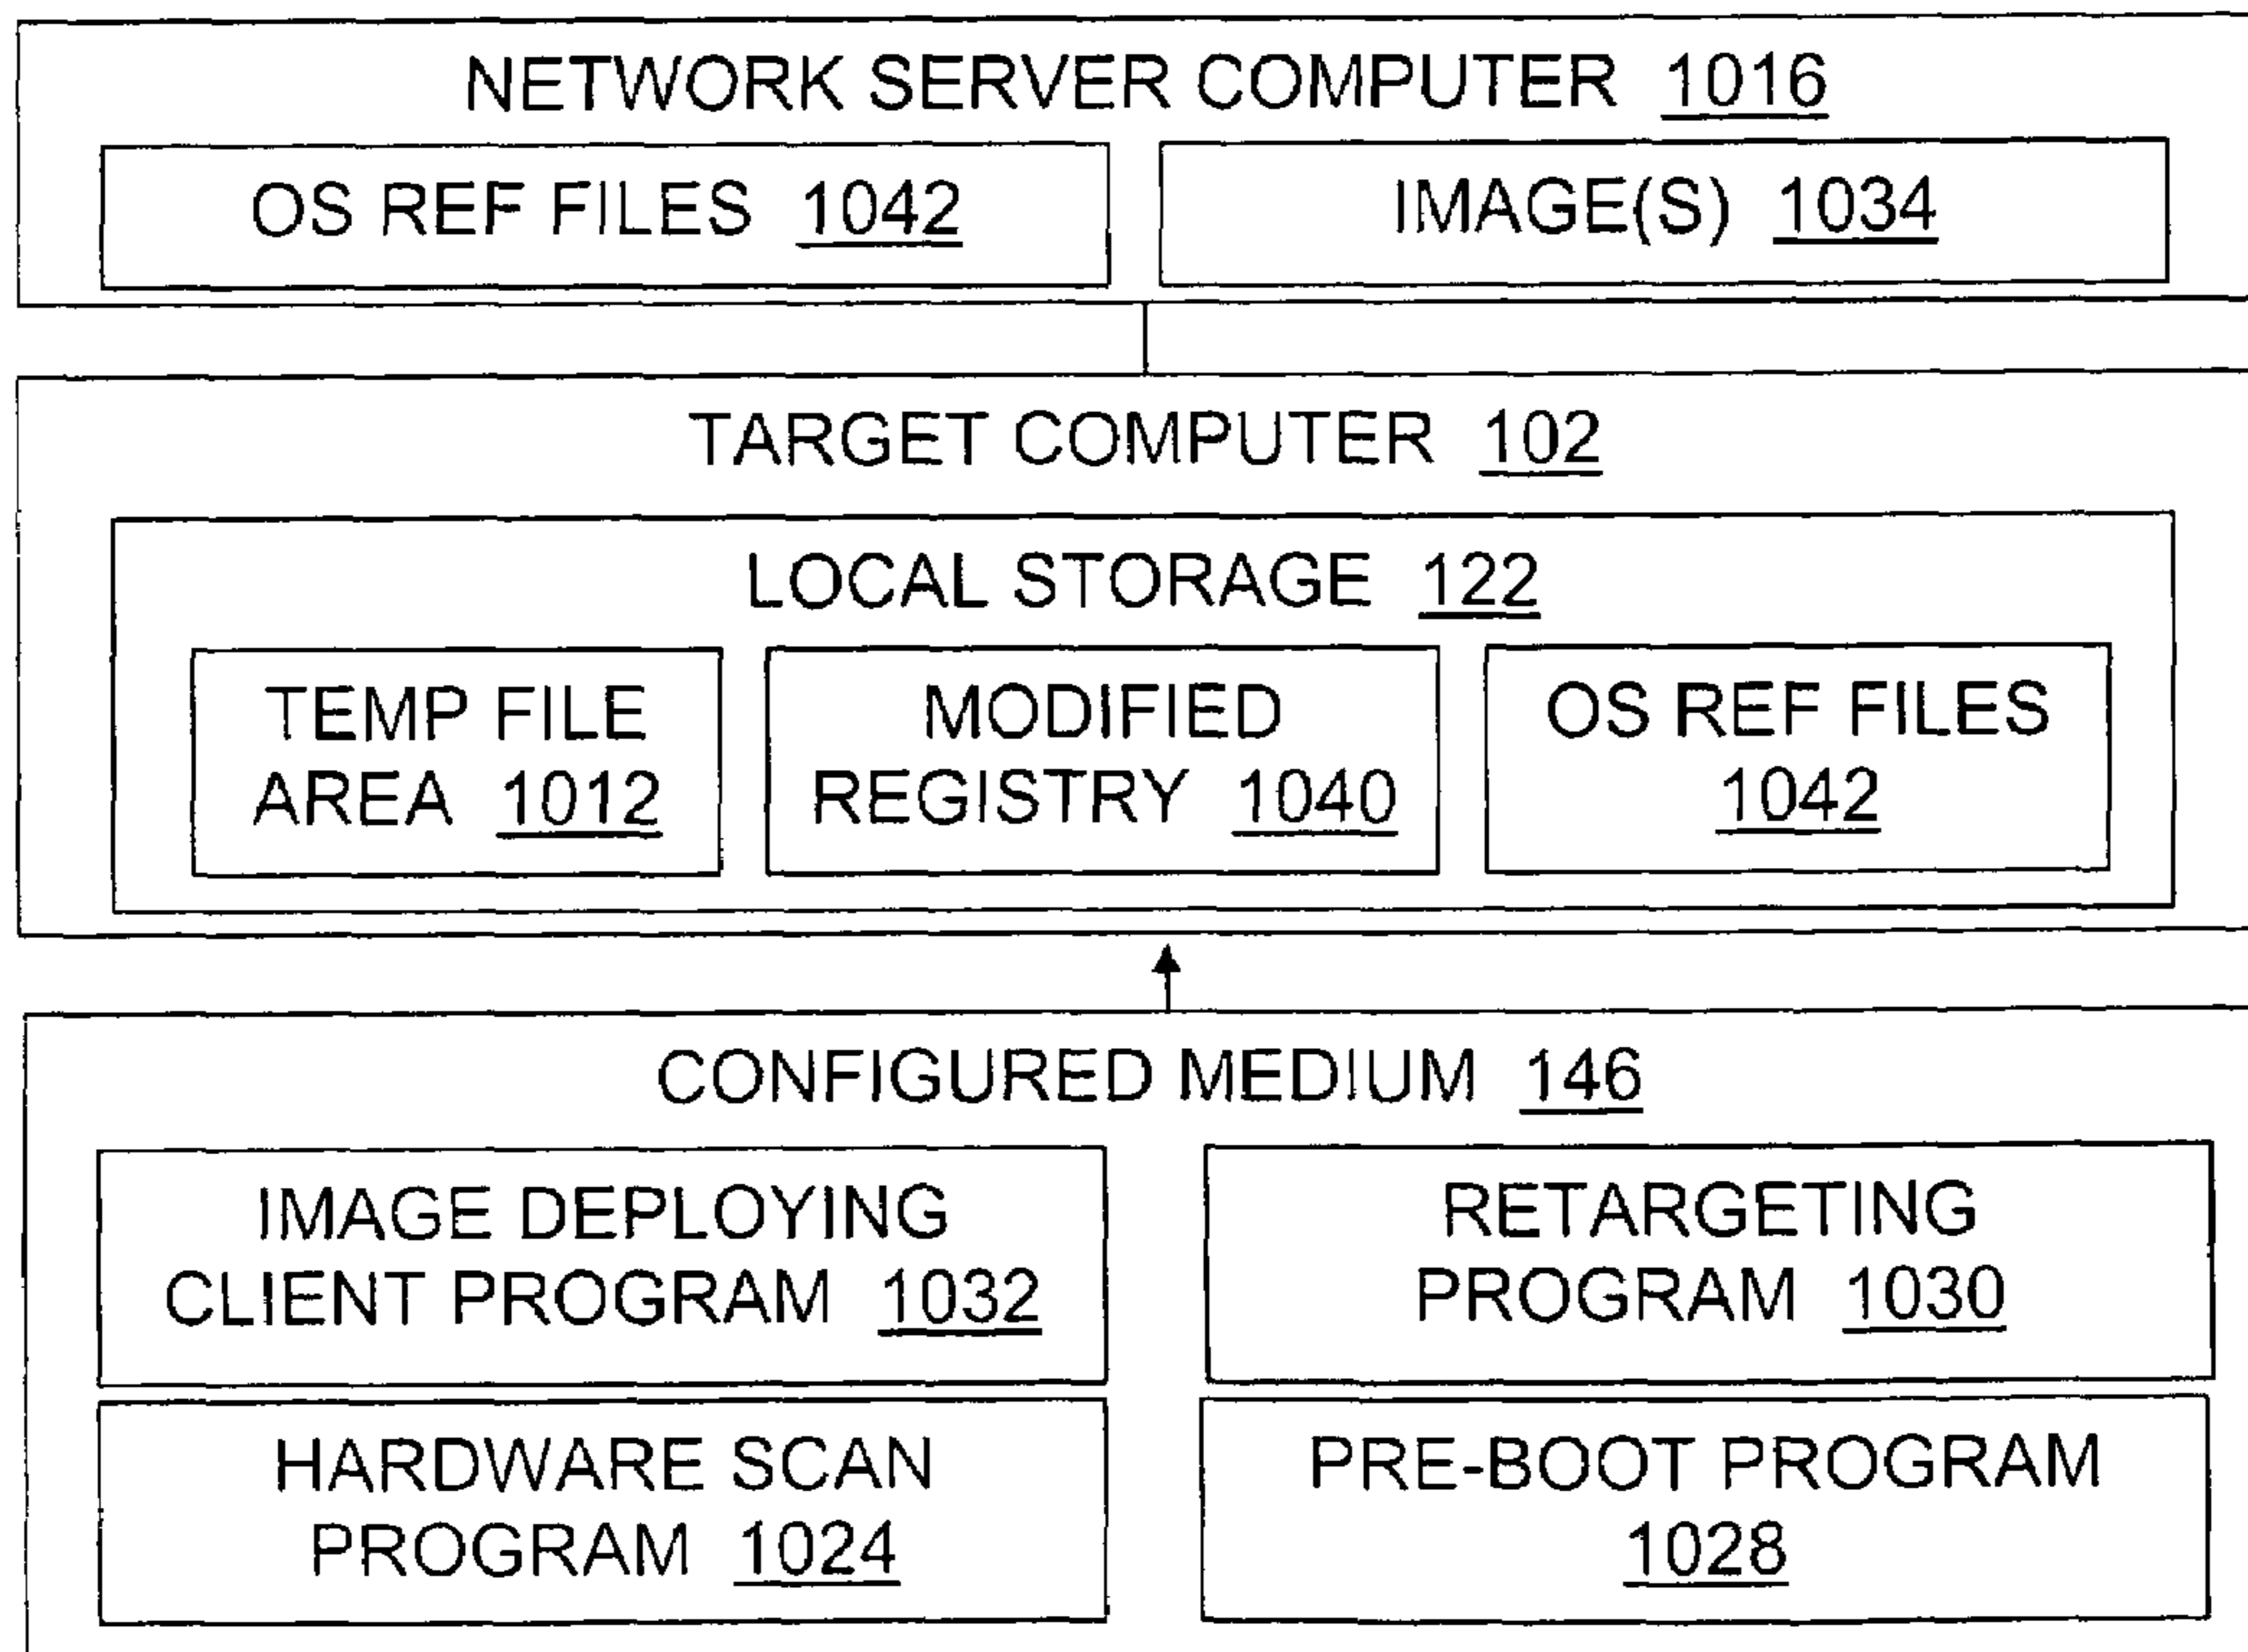 NETWORK SERVER COMPUTER 1016
OS REF FILES 1042
IMAGE(S) 1034
TARGET COMPUTER 102
LOCAL STORAGE 122
TEMP FILE
AREA 1012
MODIFIED
REGISTRY 1040
OS REF FILES
1042
CONFIGURED MEDIUM 146
IMAGE DEPLOYING
CLIENT PROGRAM 1032
RETARGETING
PROGRAM 1030
HARDWARE SCAN
PROGRAM 1024
PRE-BOOT PROGRAM
1028